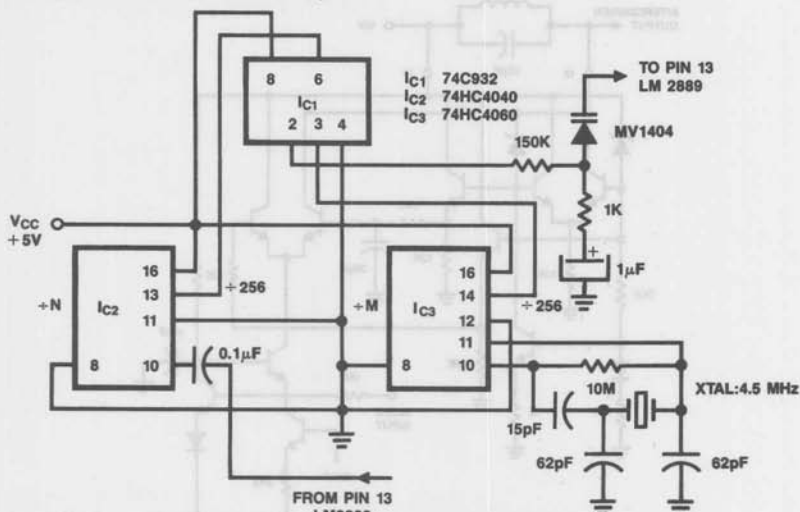 8 6
IC1
2 3 4
IC1 74C932
IC2 74HC4040
IC3 74HC4060
TO PIN 13
LM 2889
MV1404
150K
1K
+
1µF
VCC
+5V
÷N
IC2
16
13
11
8
10
÷256
0.1µF
÷M
IC3
16
14
12
11
8
10
÷256
10M
XTAL:4.5 MHz
15pF
62pF
62pF
FROM PIN 13